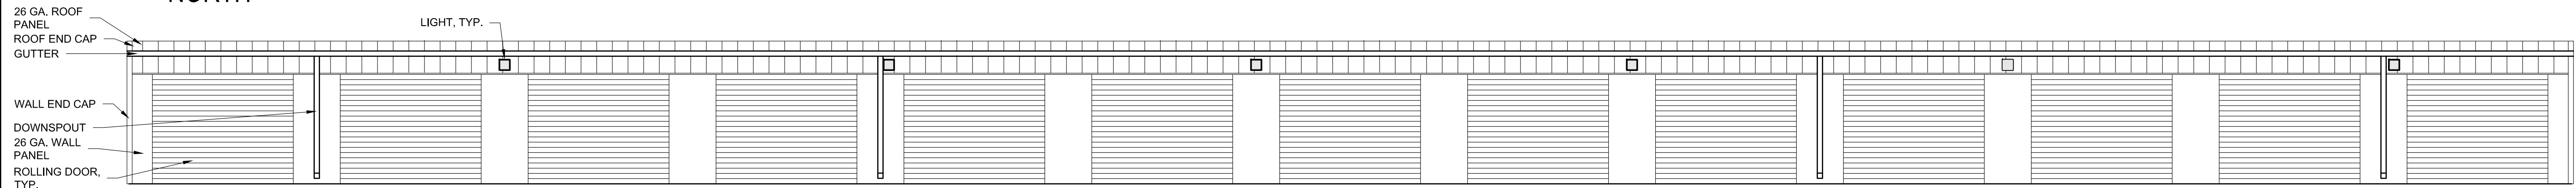 NORTH
26 GA. ROOF
PANEL
LIGHT, TYP.
ROOF END CAP
GUTTER
WALL END CAP
DOWNSPOUT
26 GA. WALL
PANEL
ROLLING DOOR,
TYP.